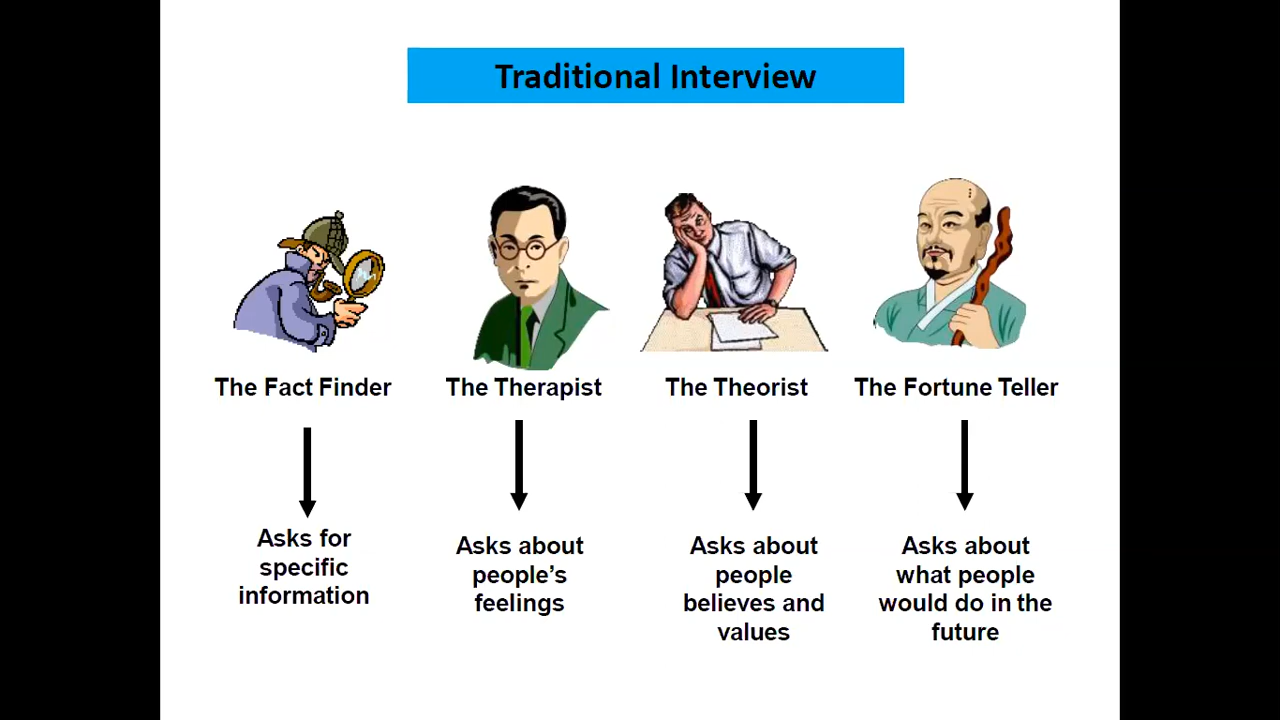 Traditional Interview
The Fact Finder
The Therapist
The Theorist
The Fortune Teller
Asks for
specific
information
Asks about
people’s
feelings
Asks about
people
believes and
values
Asks about
what people
would do in the
future